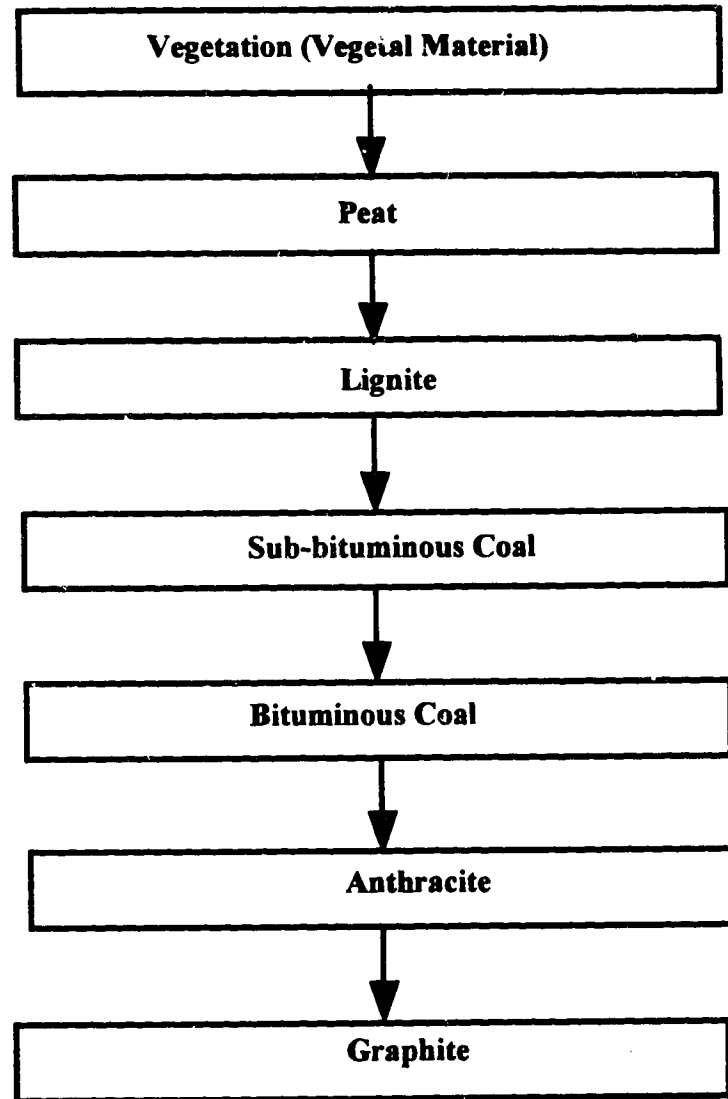 Vegetation (Vegetal Material)
Peat
Lignite
Sub-bituminous Coal
Bituminous Coal
Anthracite
Graphite